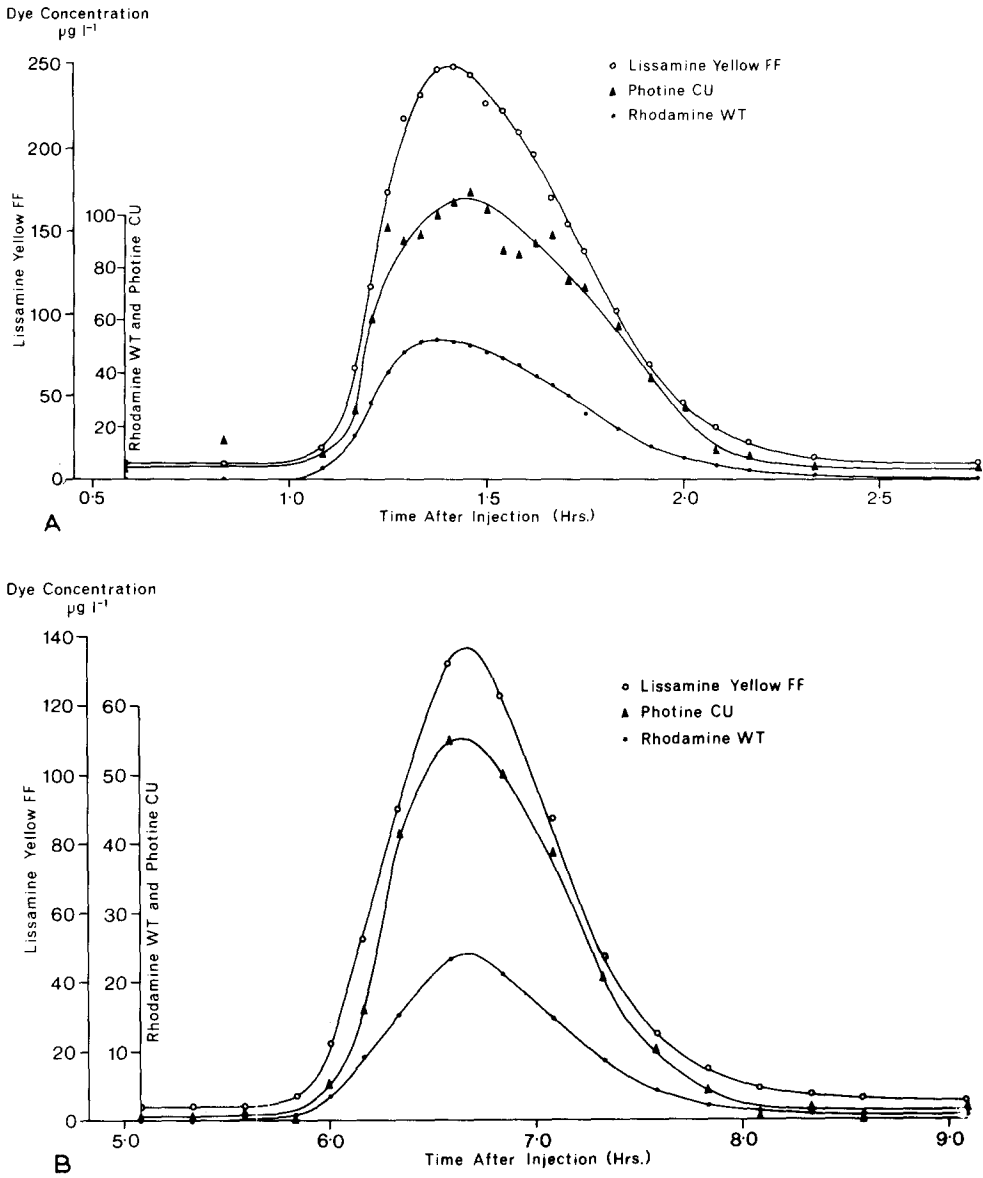 Dye Concentration
µg l⁻¹
250
200
150
100
50
0
Lissamine Yellow FF
100
80
60
40
20
Rhodamine WT and Photine CU
Lissamine Yellow FF
Photine CU
Rhodamine WT
0·5 1·0 1·5 2·0 2·5
Time After Injection (Hrs.)
A
Dye Concentration
µg l⁻¹
140
120
100
80
60
40
20
0
Lissamine Yellow FF
60
50
40
30
20
10
Rhodamine WT and Photine CU
Lissamine Yellow FF
Photine CU
Rhodamine WT
5·0 6·0 7·0 8·0 9·0
Time After Injection (Hrs.)
B